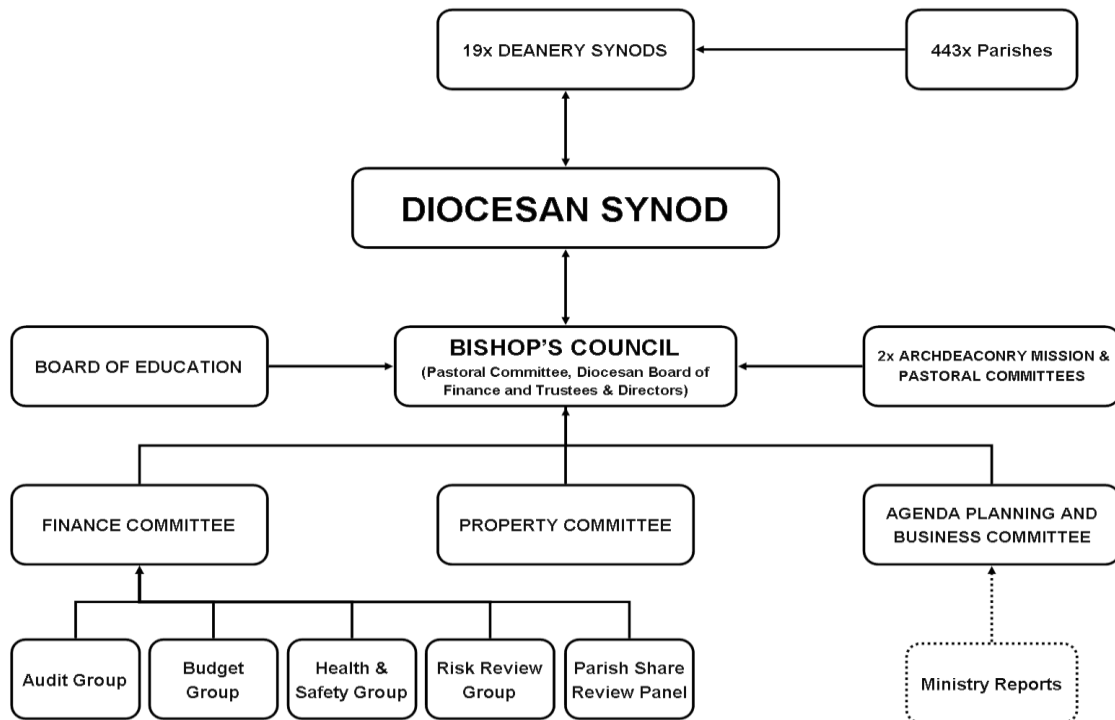 19x DEANERY SYNODS
443x Parishes
DIOCESAN SYNOD
BOARD OF EDUCATION
BISHOP'S COUNCIL
(Pastoral Committee, Diocesan Board of
Finance and Trustees & Directors)
2x ARCHDEACONRY MISSION &
PASTORAL COMMITTEES
FINANCE COMMITTEE
PROPERTY COMMITTEE
AGENDA PLANNING AND
BUSINESS COMMITTEE
Audit Group
Budget
Group
Health &
Safety Group
Risk Review
Group
Parish Share
Review Panel
Ministry Reports